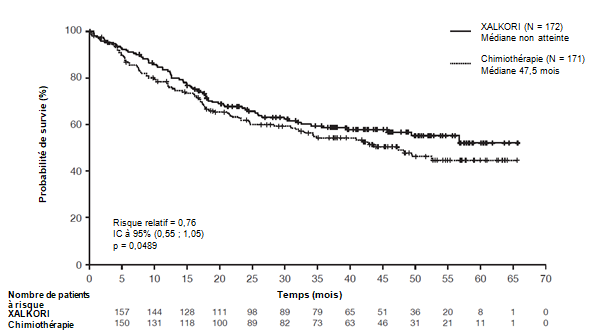 XALKORI (N = 172)
Médiane non atteinte
Chimiothérapie (N = 171)
Médiane 47,5 mois
Probabilité de survie (%)
100
80
60
40
20
0
Risque relatif = 0,76
IC à 95% (0,55 ; 1,05)
p = 0,0489
0 5 10 15 20 25 30 35 40 45 50 55 60 65 70
Temps (mois)
Nombre de patients
à risque
XALKORI 157 144 128 111 98 89 79 65 51 36 20 8 1 0
Chimiothérapie 150 131 118 100 89 82 73 63 46 31 21 11 1 0